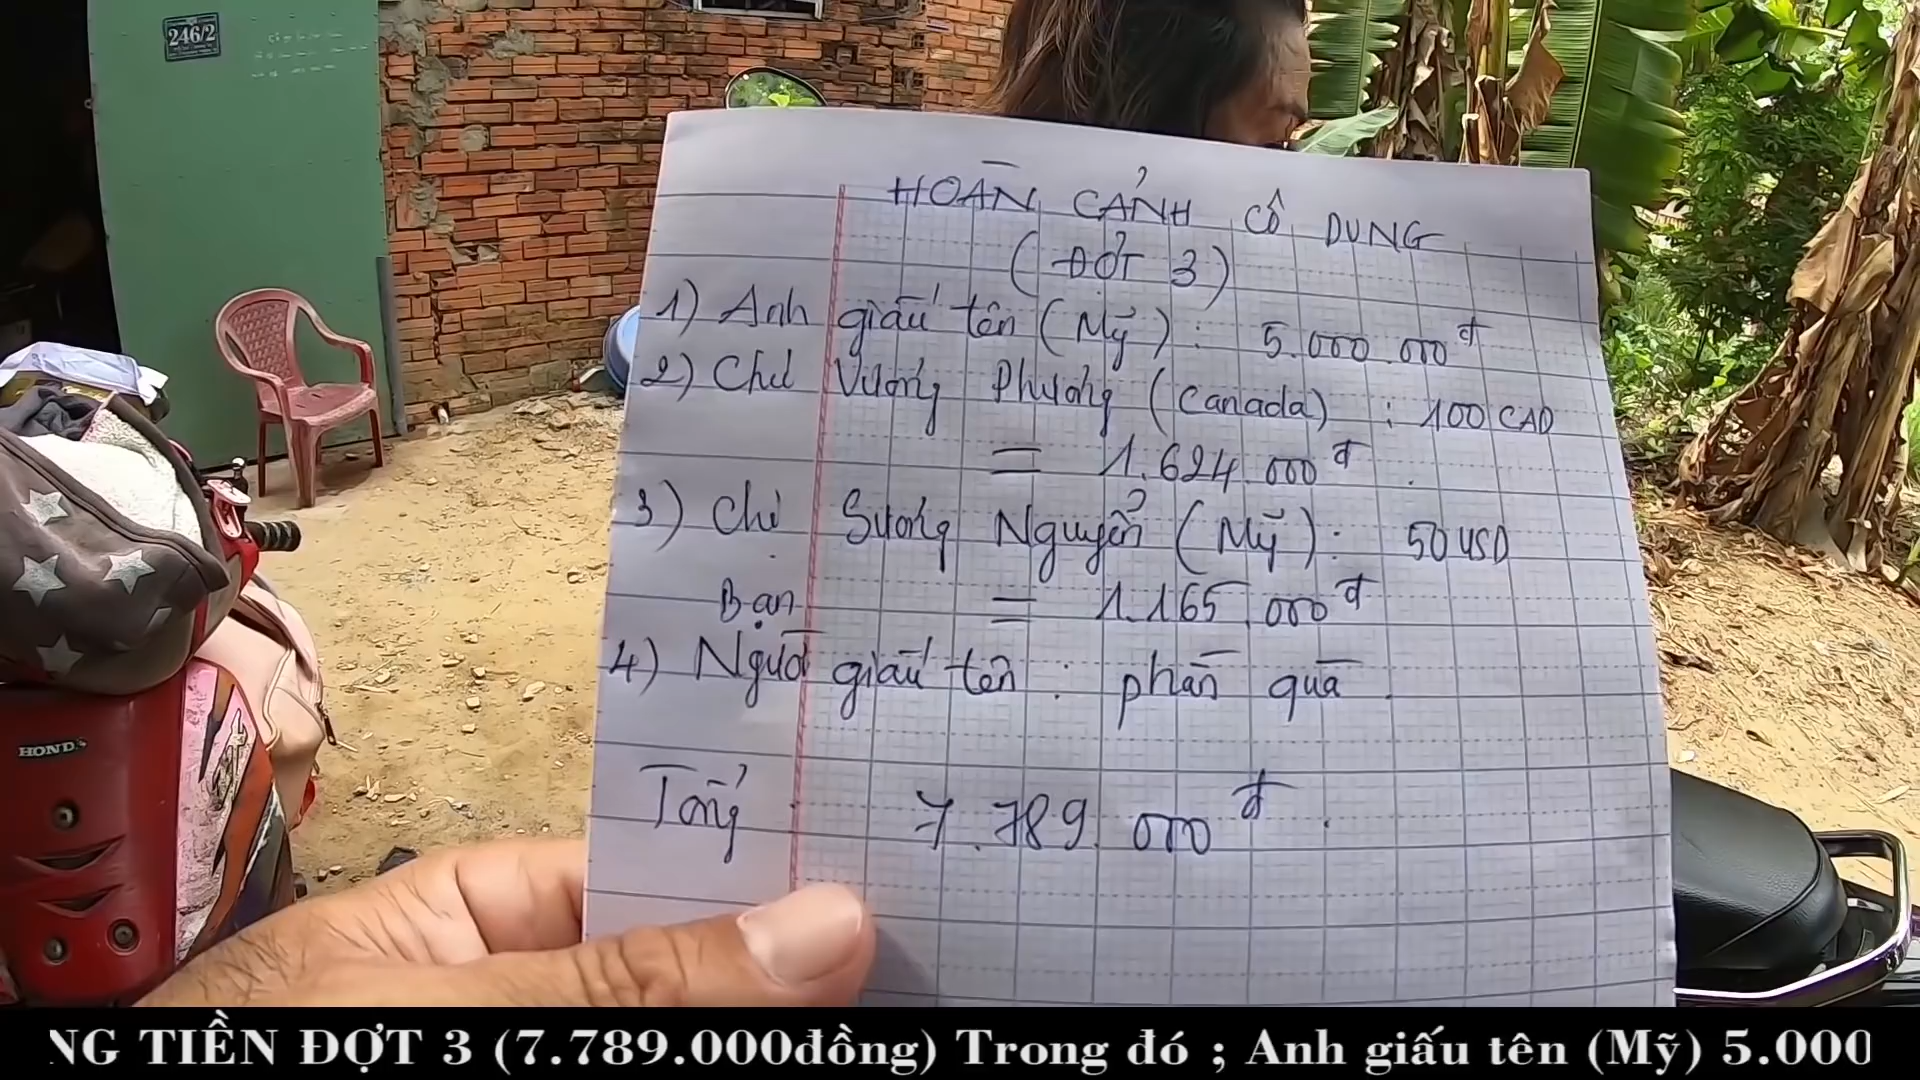 246/2
HOÀN CẢNH CÔ DUNG
(ĐỢT 3)
1) Anh giấu tên (Mỹ) : 5.000.000đ
2) Chú Vương Phương (Canada) : 100 CAD
= 1.624.000đ
3) Chị Sương Nguyễn (Mỹ) : 50 USD
= 1.165.000đ
Bạn
4) Người giấu tên : phần quà.
Tổng 7.789.000đ.
HONDA
NG TIỀN ĐỢT 3 (7.789.000đồng) Trong đó ; Anh giấu tên (Mỹ) 5.000